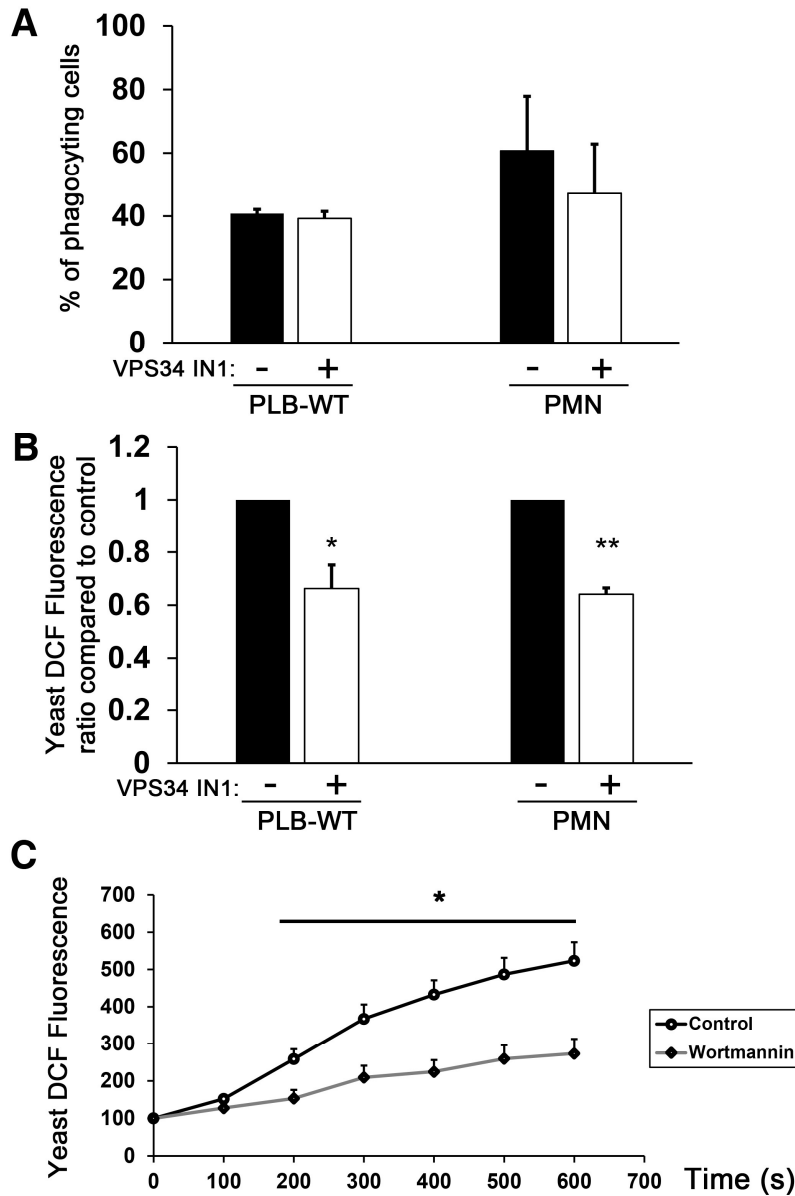 A
% of phagocyting cells
100
80
60
40
20
0
VPS34 IN1: - + - +
PLB-WT PMN
B
Yeast DCF Fluorescence
ratio compared to control
1.2
1
0.8
0.6
0.4
0.2
0
* **
VPS34 IN1: - + - +
PLB-WT PMN
C
Yeast DCF Fluorescence
700
600
500
400
300
200
100
0
*
Control
Wortmannin
0 100 200 300 400 500 600 700
Time (s)